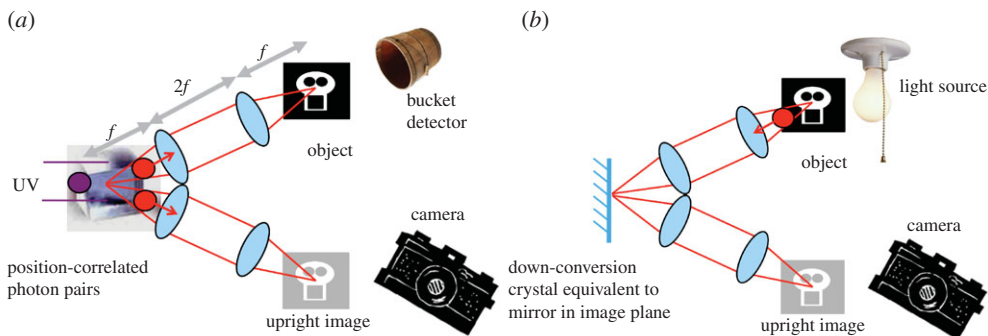 (a)
f
2f
f
bucket
detector
object
UV
camera
position-correlated
photon pairs
upright image
(b)
light source
object
camera
down-conversion
crystal equivalent to
mirror in image plane
upright image